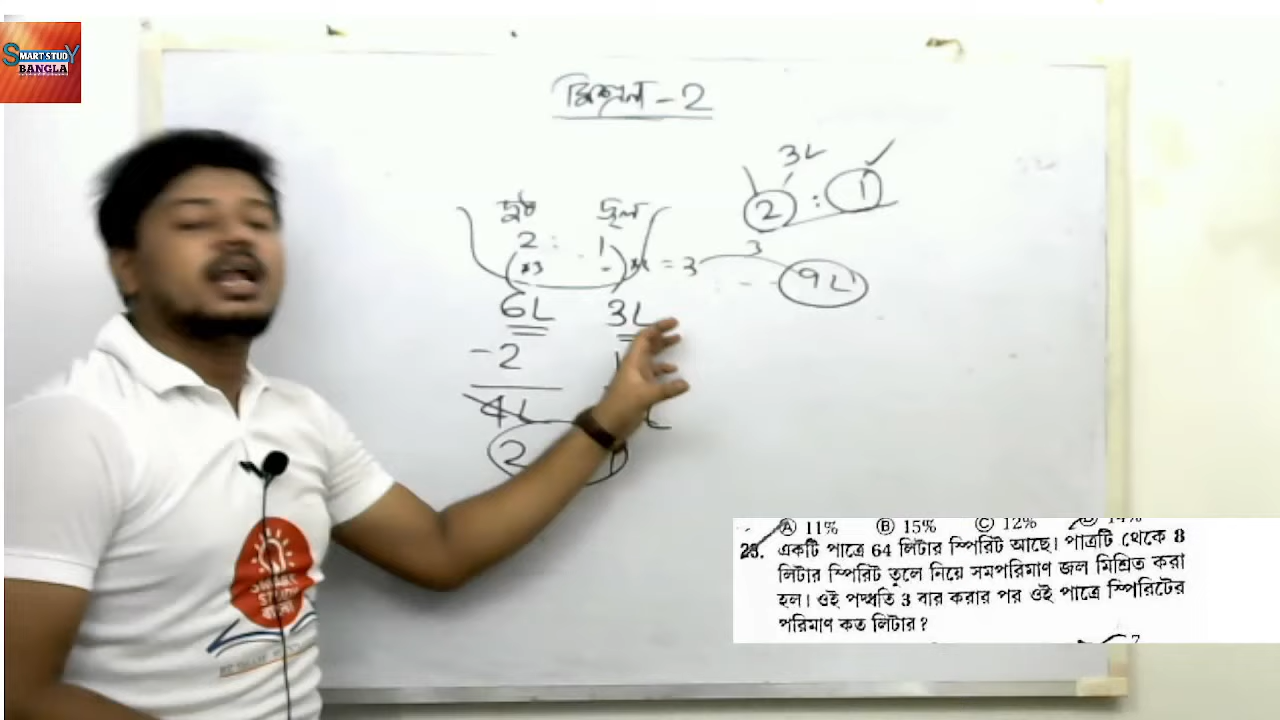 SMART STUDY
BANGLA
মিশ্রণ - 2
3L
2 : 1
দুধ জল
2 : 1
×3 = 3
3
9L
6L 3L
-2 1
4L
2
Ⓐ 11% Ⓑ 15% Ⓒ 12% Ⓓ 14%
23. একটি পাত্রে 64 লিটার স্পিরিট আছে। পাত্রটি থেকে 8
লিটার স্পিরিট তুলে নিয়ে সমপরিমাণ জল মিশ্রিত করা
হল। ওই পদ্ধতি 3 বার করার পর ওই পাত্রে স্পিরিটের
পরিমাণ কত লিটার?